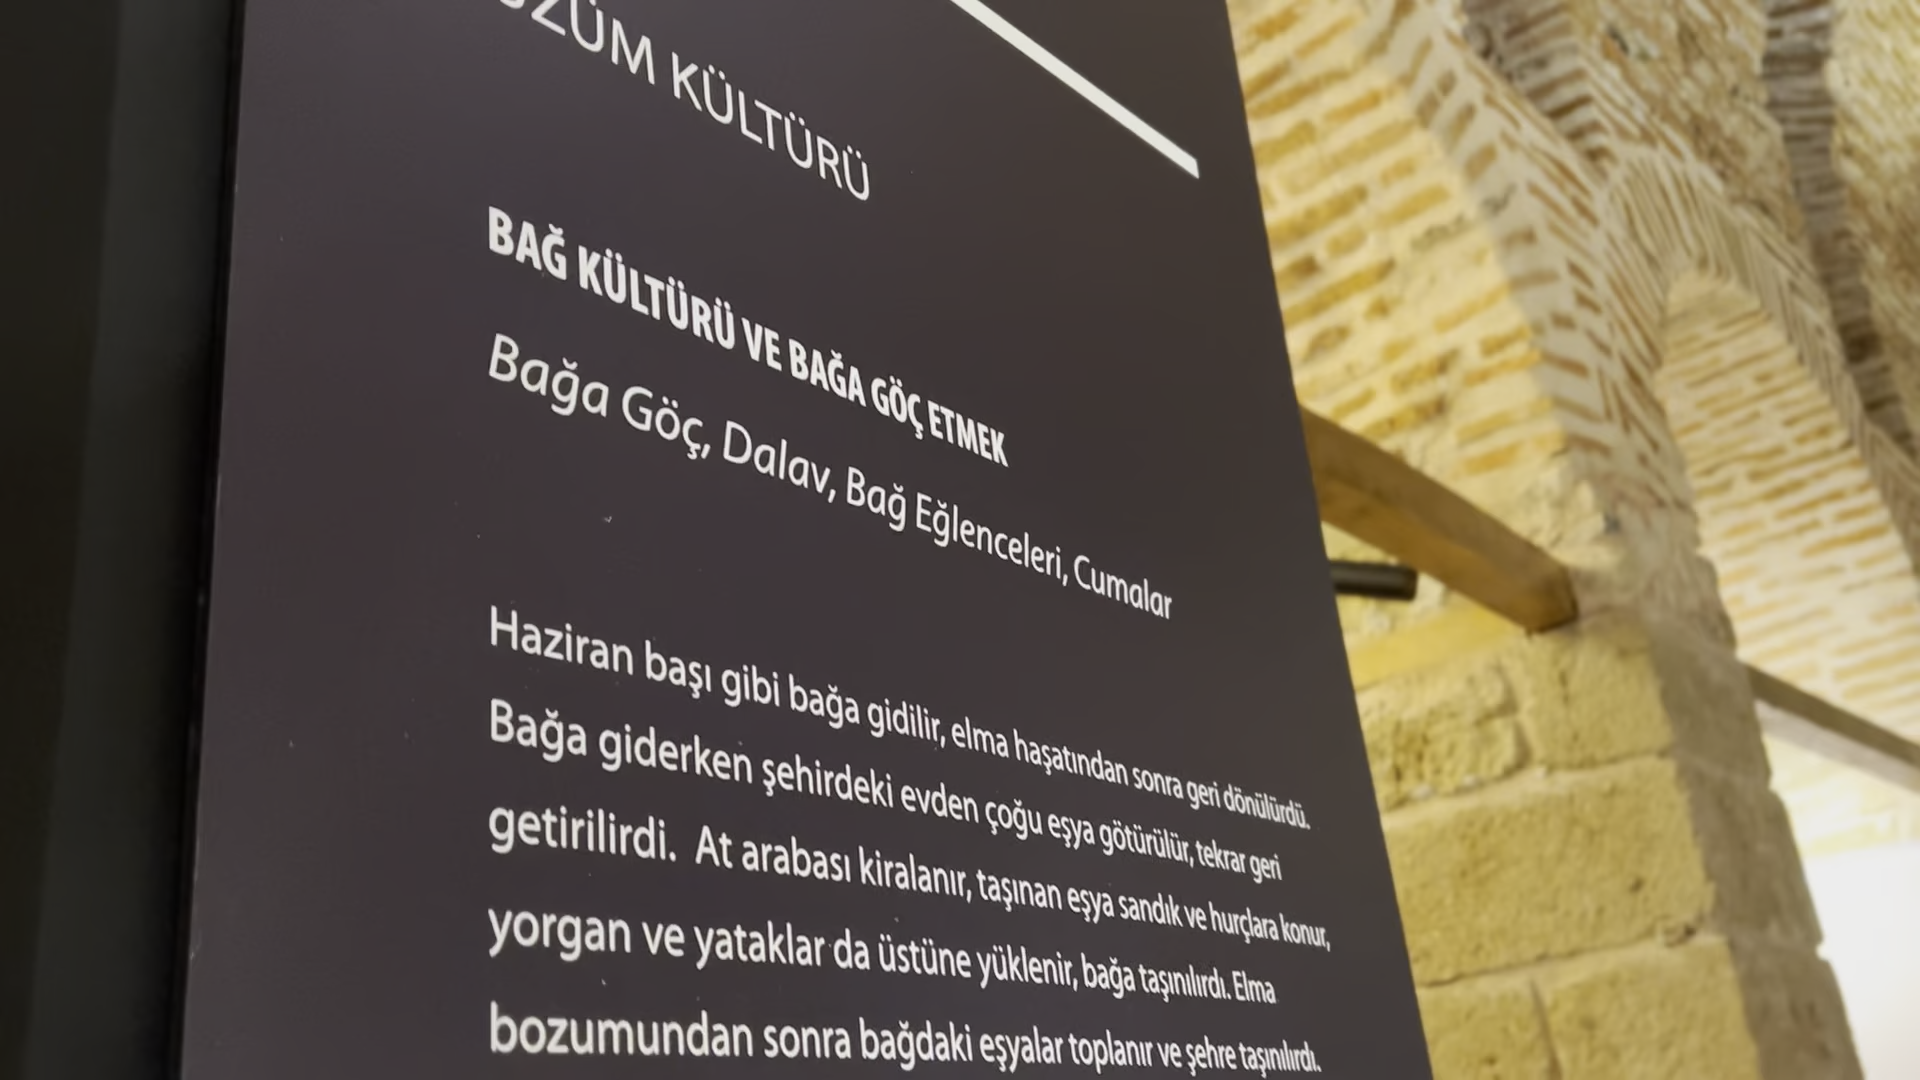 ÜZÜM KÜLTÜRÜ
BAĞ KÜLTÜRÜ VE BAĞA GÖÇ ETMEK
Bağa Göç, Dalav, Bağ Eğlenceleri, Cumalar
Haziran başı gibi bağa gidilir, elma haşatından sonra geri dönülürdü.
Bağa giderken şehirdeki evden çoğu eşya götürülür, tekrar geri
getirilirdi. At arabası kiralanır, taşınan eşya sandık ve hurçlara konur,
yorgan ve yataklar da üstüne yüklenir, bağa taşınılırdı. Elma
bozumundan sonra bağdaki eşyalar toplanır ve şehre taşınılırdı.